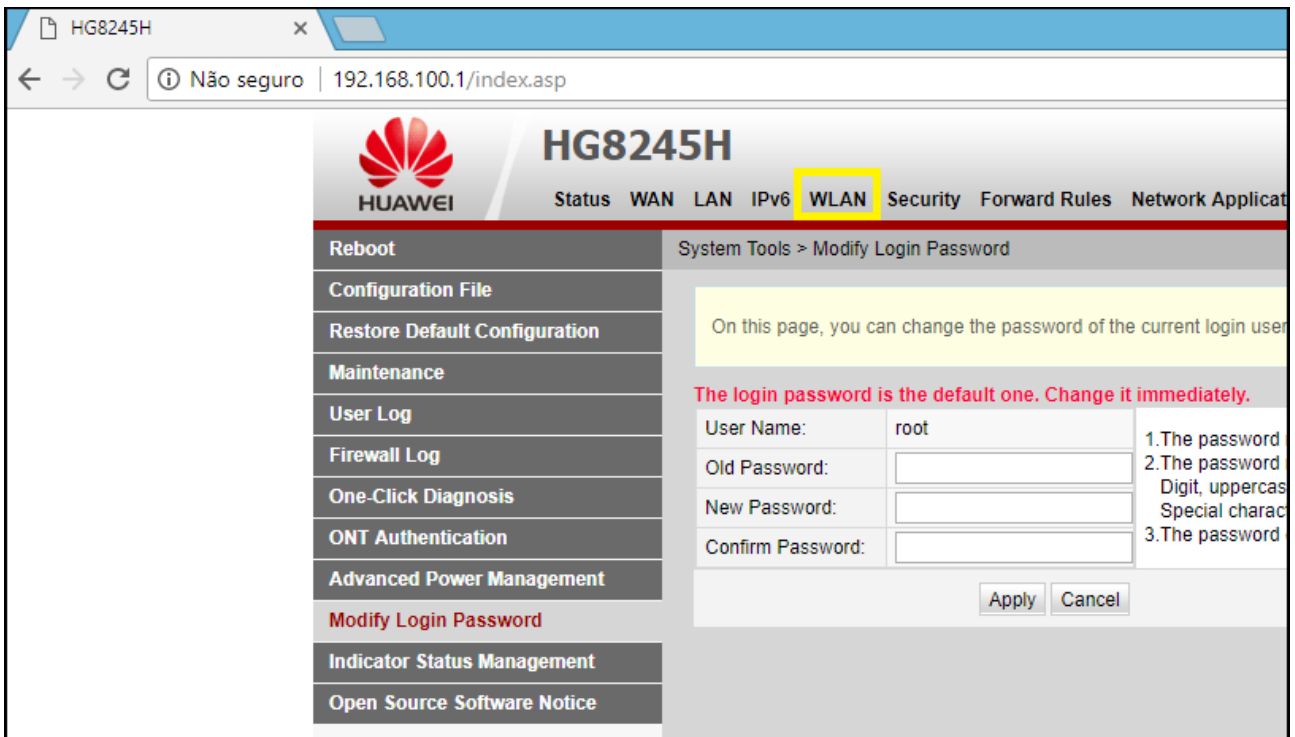 HG8245H
Não seguro | 192.168.100.1/index.asp
HUAWEI
HG8245H
Status WAN LAN IPv6 WLAN Security Forward Rules Network
Reboot
Configuration File
Restore Default Configuration
Maintenance
User Log
Firewall Log
One-Click Diagnosis
ONT Authentication
Advanced Power Management
Modify Login Password
Indicator Status Management
Open Source Software Notice
System Tools > Modify Login Password
On this page, you can change the password of the current login user
The login password is the default one. Change it immediately.
User Name: root
Old Password:
New Password:
Confirm Password:
1.The password
2.The password
Digit,
Special
3.The password
Apply Cancel